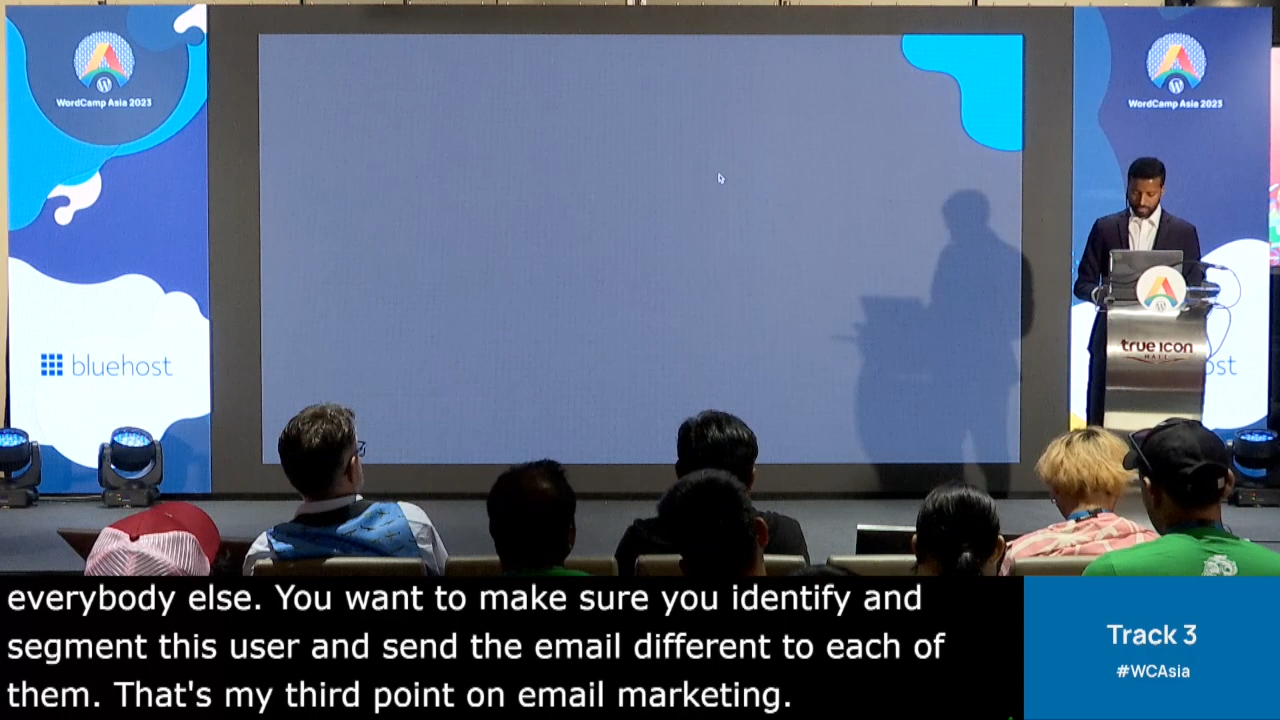 WordCamp Asia 2023
WordCamp Asia 2023
bluehost
true icon
HALL
ost
everybody else. You want to make sure you identify and
segment this user and send the email different to each of
them. That's my third point on email marketing.
Track 3
#WCAsia